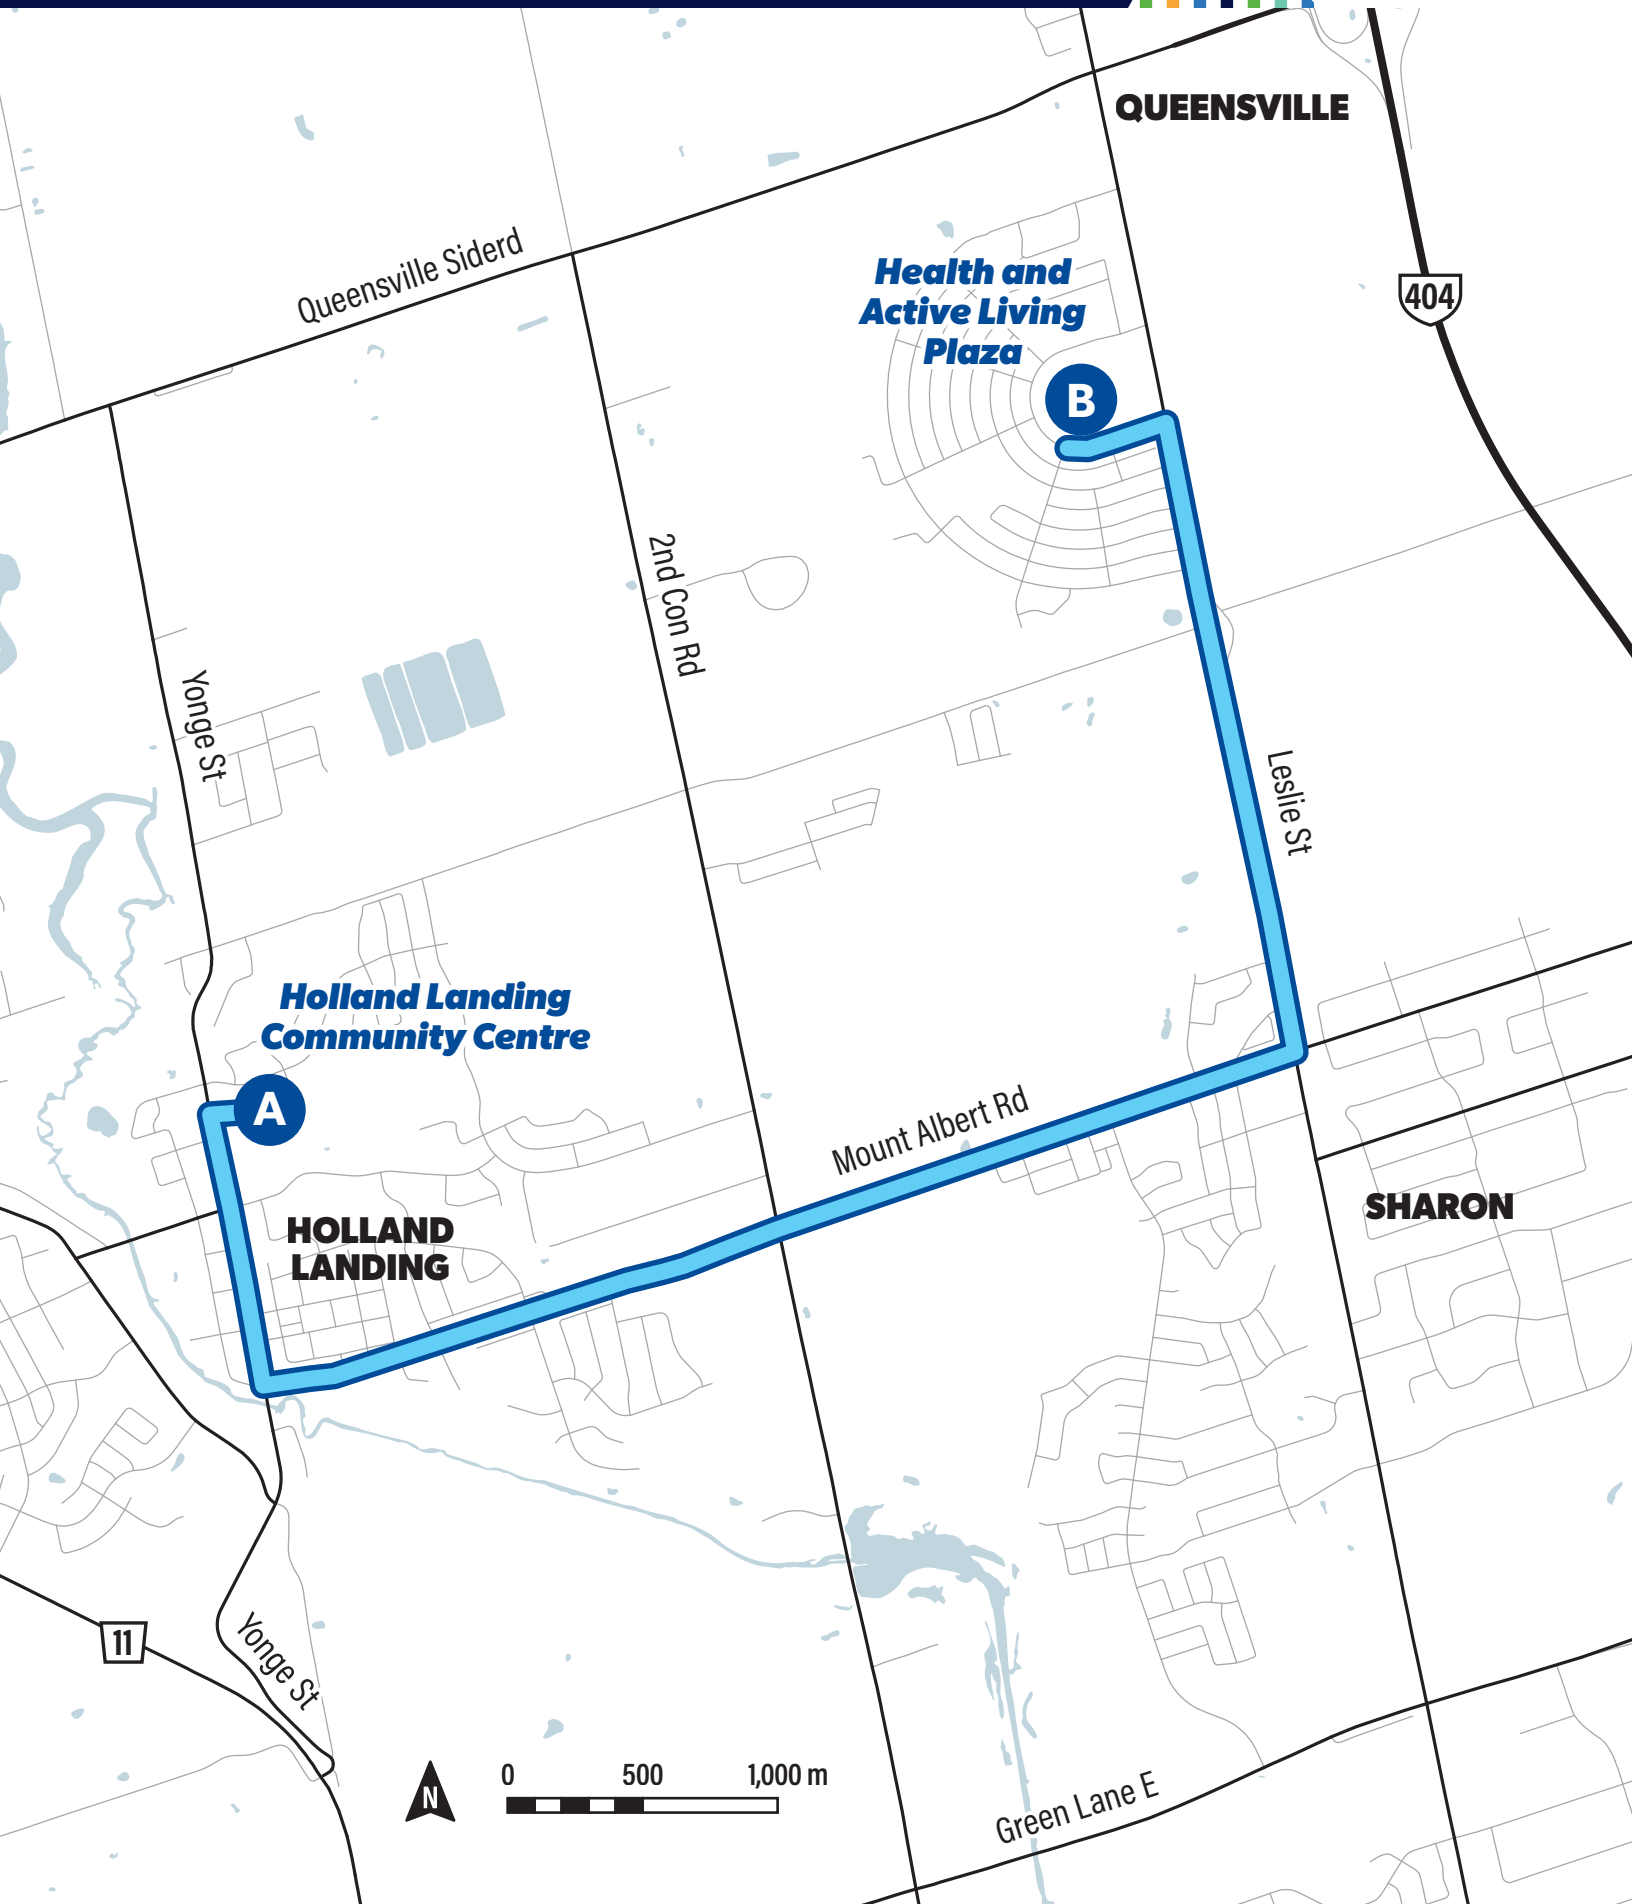 QUEENSVILLE
Queensville Siderd
Health and
Active Living
Plaza
404
B
2nd Con Rd
Yonge St
Leslie St
Holland Landing
Community Centre
A
Mount Albert Rd
HOLLAND
LANDING
SHARON
11
Yonge St
N
0 500 1,000 m
Green Lane E